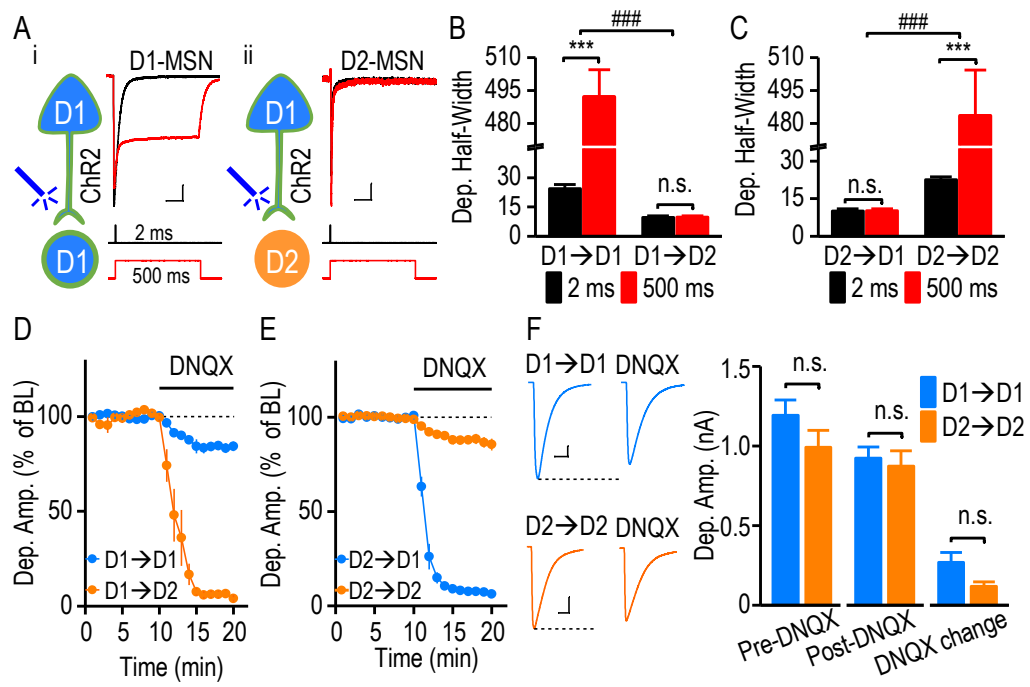 A
i
D1-MSN
D1
ChR2
D1
2 ms
500 ms
ii
D2-MSN
D1
ChR2
D2
B
###
***
n.s.
Dep. Half-Width
510
495
480
30
15
0
D1→D1
D1→D2
2 ms
500 ms
C
###
***
n.s.
Dep. Half-Width
510
495
480
30
15
0
D2→D1
D2→D2
2 ms
500 ms
D
DNQX
Dep. Amp. (% of BL)
100
50
0
D1→D1
D1→D2
0 5 10 15 20
Time (min)
E
DNQX
Dep. Amp. (% of BL)
100
50
0
D2→D1
D2→D2
0 5 10 15 20
Time (min)
F
D1→D1
DNQX
D2→D2
DNQX
Dep. Amp. (nA)
1.5
1.0
0.5
0
n.s.
n.s.
n.s.
D1→D1
D2→D2
Pre-DNQX
Post-DNQX
DNQX change